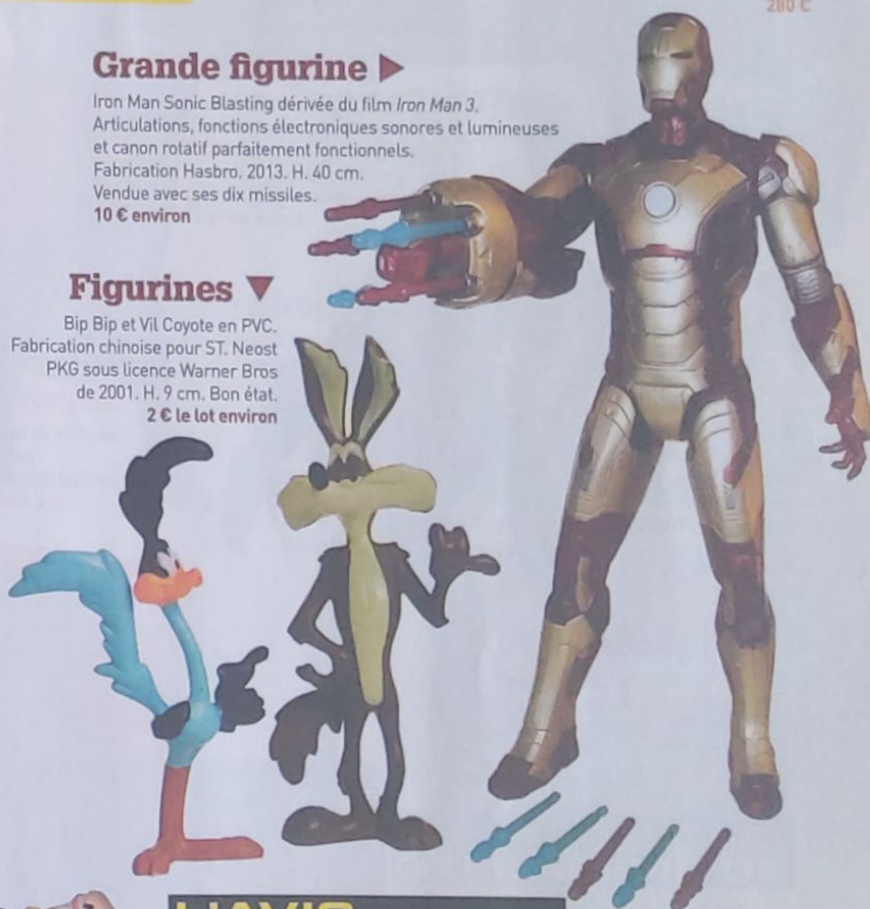 280 €
Grande figurine ▶
Iron Man Sonic Blasting dérivée du film Iron Man 3.
Articulations, fonctions électroniques sonores et lumineuses
et canon rotatif parfaitement fonctionnels.
Fabrication Hasbro. 2013. H. 40 cm.
Vendue avec ses dix missiles.
10 € environ
Figurines ▼
Bip Bip et Vil Coyote en PVC.
Fabrication chinoise pour ST. Neost
PKG sous licence Warner Bros
de 2001. H. 9 cm. Bon état.
2 € le lot environ
L'AVIS